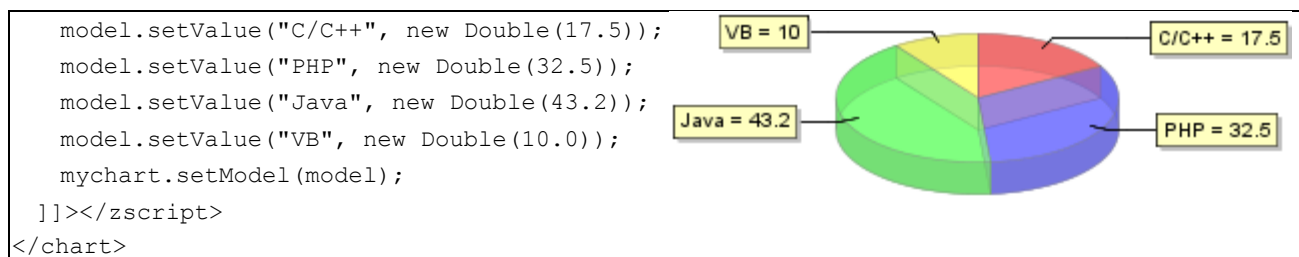 model.setValue("C/C++", new Double(17.5));
model.setValue("PHP", new Double(32.5));
model.setValue("Java", new Double(43.2));
model.setValue("VB", new Double(10.0));
mychart.setModel(model);
]]></zscript>
</chart>
VB = 10
C/C++ = 17.5
Java = 43.2
PHP = 32.5